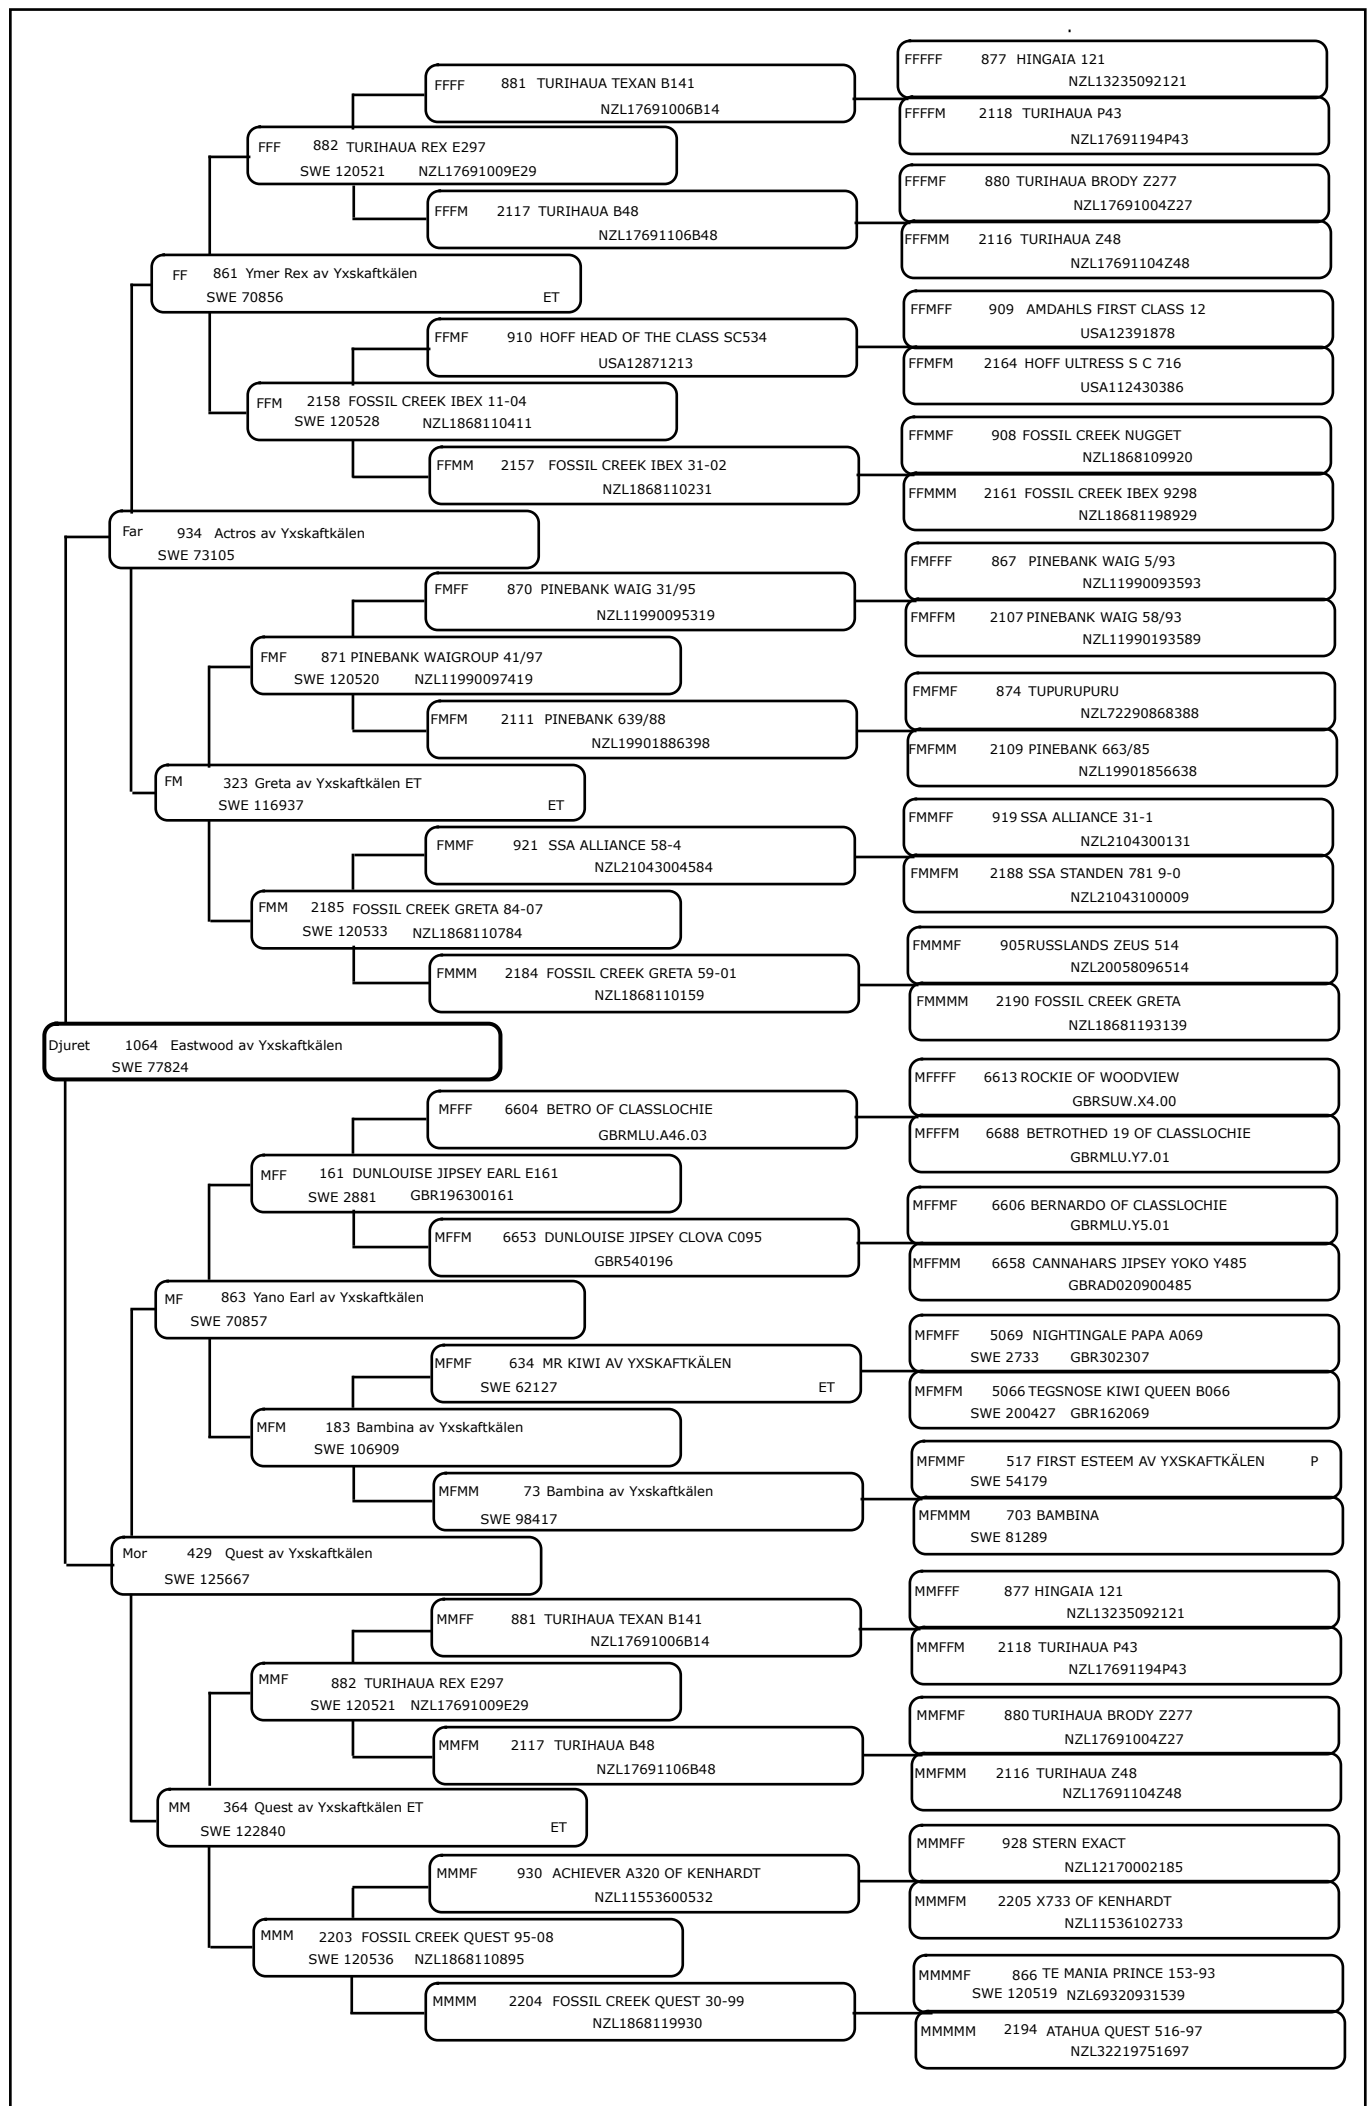 FFFFF 877 HINGAIA 121
NZL13235092121
FFFF 881 TURIHAUA TEXAN B141
NZL17691006B14
FFFFM 2118 TURIHAUA P43
NZL17691194P43
FFF 882 TURIHAUA REX E297
SWE 120521 NZL17691009E29
FFFMF 880 TURIHAUA BRODY Z277
NZL17691004Z27
FFFM 2117 TURIHAUA B48
NZL17691106B48
FFFMM 2116 TURIHAUA Z48
NZL17691104Z48
FF 861 Ymer Rex av Yxskaftkälen
SWE 70856 ET
FFMFF 909 AMDAHLS FIRST CLASS 12
USA12391878
FFMF 910 HOFF HEAD OF THE CLASS SC534
USA12871213
FFMFM 2164 HOFF ULTRESS S C 716
USA112430386
FFM 2158 FOSSIL CREEK IBEX 11-04
SWE 120528 NZL1868110411
FFMMF 908 FOSSIL CREEK NUGGET
NZL1868109920
FFMM 2157 FOSSIL CREEK IBEX 31-02
NZL1868110231
FFMMM 2161 FOSSIL CREEK IBEX 9298
NZL18681198929
Far 934 Actros av Yxskaftkälen
SWE 73105
FMFFF 867 PINEBANK WAIG 5/93
NZL11990093593
FMFF 870 PINEBANK WAIG 31/95
NZL11990095319
FMFFM 2107 PINEBANK WAIG 58/93
NZL11990193589
FMF 871 PINEBANK WAIGROUP 41/97
SWE 120520 NZL11990097419
FMFMF 874 TUPURUPURU
NZL72290868388
FMFM 2111 PINEBANK 639/88
NZL19901886398
FMFMM 2109 PINEBANK 663/85
NZL19901856638
FM 323 Greta av Yxskaftkälen ET
SWE 116937 ET
FMMFF 919 SSA ALLIANCE 31-1
NZL2104300131
FMMF 921 SSA ALLIANCE 58-4
NZL21043004584
FMMFM 2188 SSA STANDEN 781 9-0
NZL21043100009
FMM 2185 FOSSIL CREEK GRETA 84-07
SWE 120533 NZL1868110784
FMMMF 905 RUSSLANDS ZEUS 514
NZL20058096514
FMMM 2184 FOSSIL CREEK GRETA 59-01
NZL1868110159
FMMMM 2190 FOSSIL CREEK GRETA
NZL18681193139
Djuret 1064 Eastwood av Yxskaftkälen
SWE 77824
MFFFF 6613 ROCKIE OF WOODVIEW
GBRSUW.X4.00
MFFF 6604 BETRO OF CLASSLOCHIE
GBRMLU.A46.03
MFFFM 6688 BETROTHED 19 OF CLASSLOCHIE
GBRMLU.Y7.01
MFF 161 DUNLOUISE JIPSEY EARL E161
SWE 2881 GBR196300161
MFFMF 6606 BERNARDO OF CLASSLOCHIE
GBRMLU.Y5.01
MFFM 6653 DUNLOUISE JIPSEY CLOVA C095
GBR540196
MFFMM 6658 CANNAHARS JIPSEY YOKO Y485
GBRAD020900485
MF 863 Yano Earl av Yxskaftkälen
SWE 70857
MFMFF 5069 NIGHTINGALE PAPA A069
SWE 2733 GBR302307
MFMF 634 MR KIWI AV YXSKAFTKÄLEN
SWE 62127 ET
MFMFM 5066 TEGSNOSE KIWI QUEEN B066
SWE 200427 GBR162069
MFM 183 Bambina av Yxskaftkälen
SWE 106909
MFMMF 517 FIRST ESTEEM AV YXSKAFTKÄLEN P
SWE 54179
MFMM 73 Bambina av Yxskaftkälen
SWE 98417
MFMMM 703 BAMBINA
SWE 81289
Mor 429 Quest av Yxskaftkälen
SWE 125667
MMFFF 877 HINGAIA 121
NZL13235092121
MMFF 881 TURIHAUA TEXAN B141
NZL17691006B14
MMFFM 2118 TURIHAUA P43
NZL17691194P43
MMF 882 TURIHAUA REX E297
SWE 120521 NZL17691009E29
MMFMF 880 TURIHAUA BRODY Z277
NZL17691004Z27
MMFM 2117 TURIHAUA B48
NZL17691106B48
MMFMM 2116 TURIHAUA Z48
NZL17691104Z48
MM 364 Quest av Yxskaftkälen ET
SWE 122840 ET
MMMFF 928 STERN EXACT
NZL12170002185
MMMF 930 ACHIEVER A320 OF KENHARDT
NZL11553600532
MMMFM 2205 X733 OF KENHARDT
NZL11536102733
MMM 2203 FOSSIL CREEK QUEST 95-08
SWE 120536 NZL1868110895
MMMMF 866 TE MANIA PRINCE 153-93
SWE 120519 NZL69320931539
MMMM 2204 FOSSIL CREEK QUEST 30-99
NZL1868119930
MMMMM 2194 ATAHUA QUEST 516-97
NZL32219751697